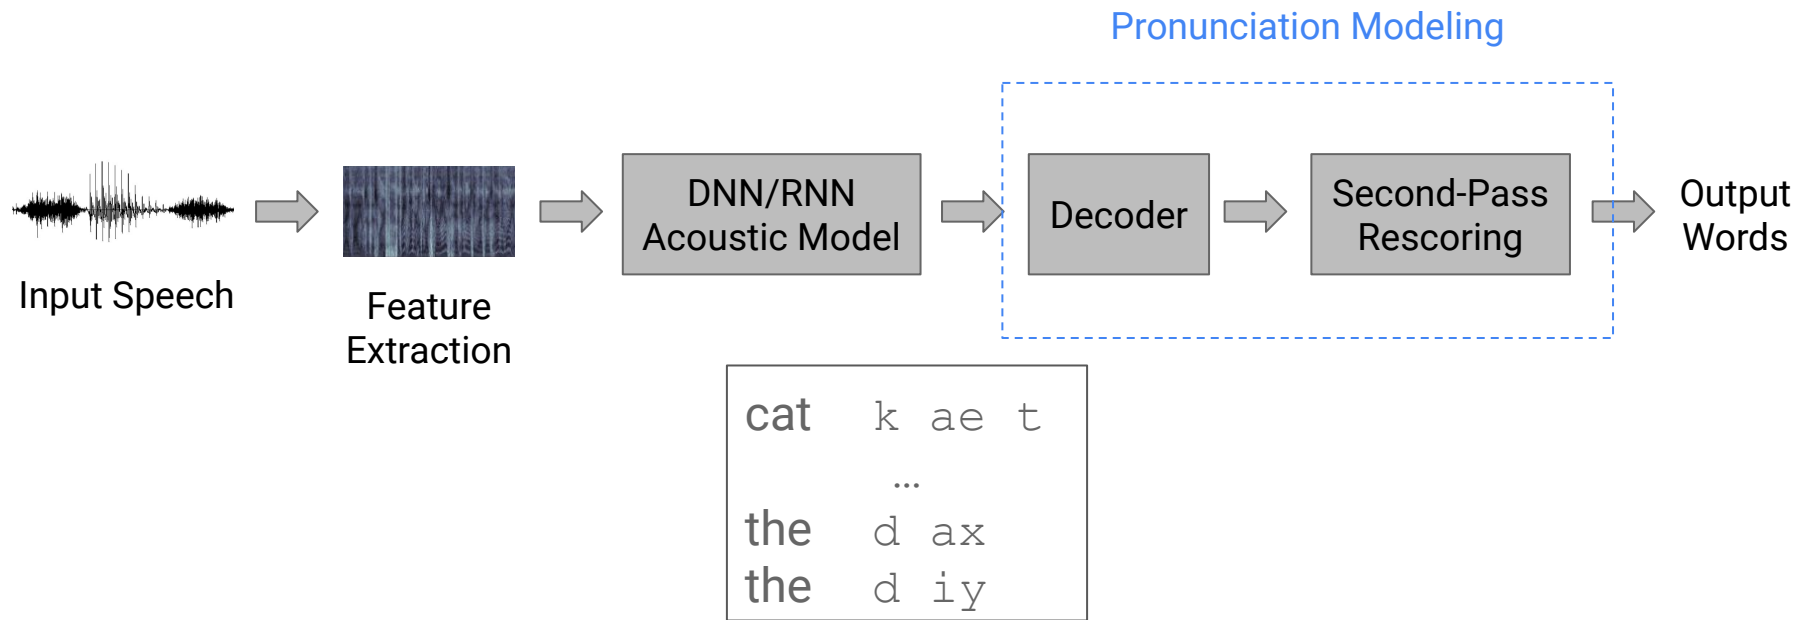 Pronunciation Modeling
Input Speech
Feature
Extraction
DNN/RNN
Acoustic Model
Decoder
Second-Pass
Rescoring
Output
Words
cat k ae t
...
the d ax
the d iy